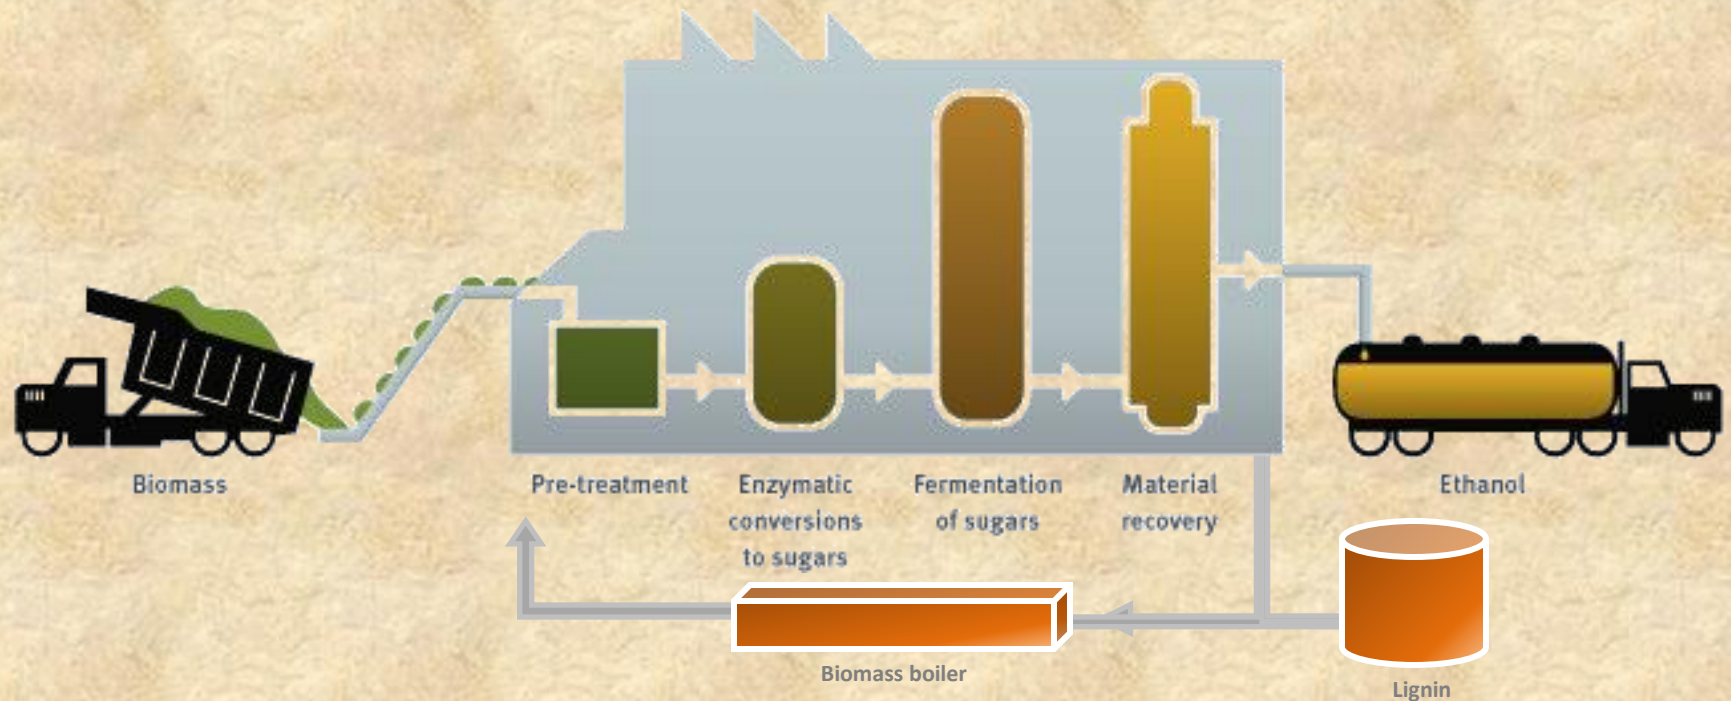 Biomass
Pre-treatment
Enzymatic
conversions
to sugars
Fermentation
of sugars
Material
recovery
Ethanol
Biomass boiler
Lignin